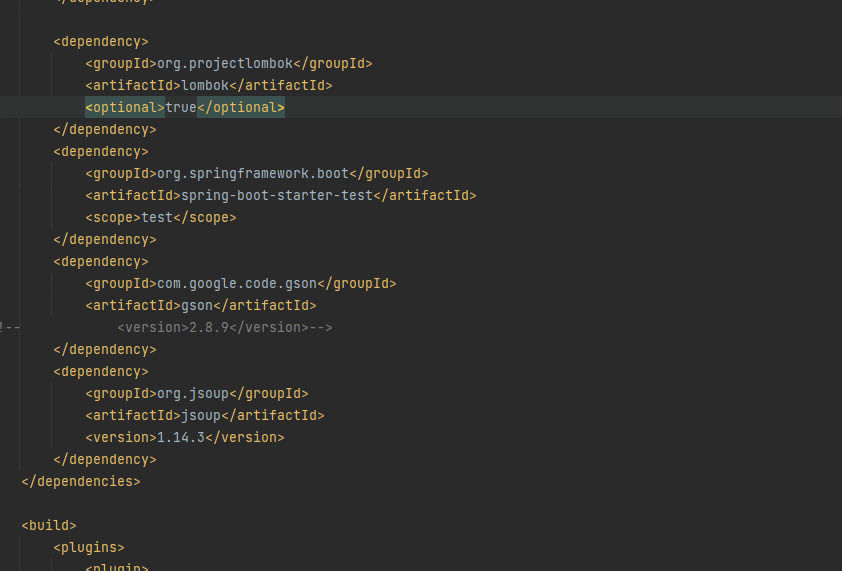 </dependency>
<dependency>
<groupId>org.projectlombok</groupId>
<artifactId>lombok</artifactId>
<optional>true</optional>
</dependency>
<dependency>
<groupId>org.springframework.boot</groupId>
<artifactId>spring-boot-starter-test</artifactId>
<scope>test</scope>
</dependency>
<dependency>
<groupId>com.google.code.gson</groupId>
<artifactId>gson</artifactId>
!-- <version>2.8.9</version>-->
</dependency>
<dependency>
<groupId>org.jsoup</groupId>
<artifactId>jsoup</artifactId>
<version>1.14.3</version>
</dependency>
</dependencies>
<build>
<plugins>
<plugin>